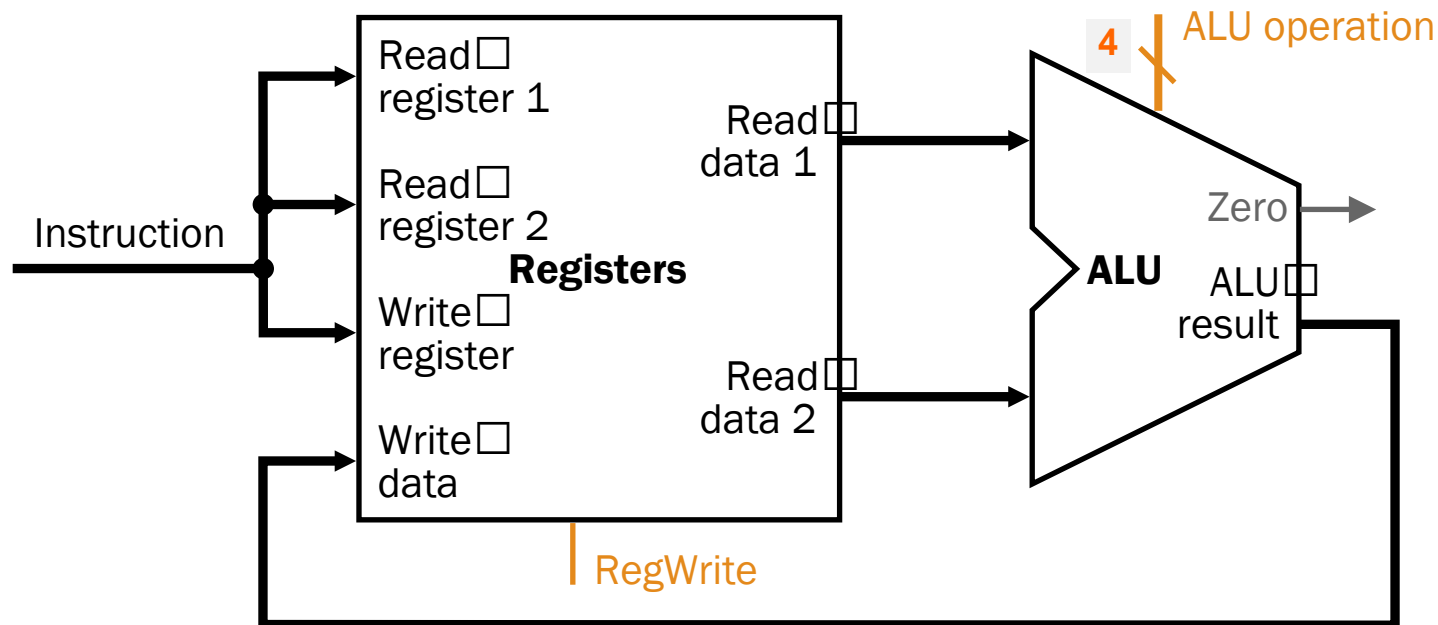 Instruction
Read□
register 1
Read□
register 2
Write□
register
Write□
data
Registers
Read□
data 1
Read□
data 2
RegWrite
4
ALU operation
ALU
Zero
ALU□
result